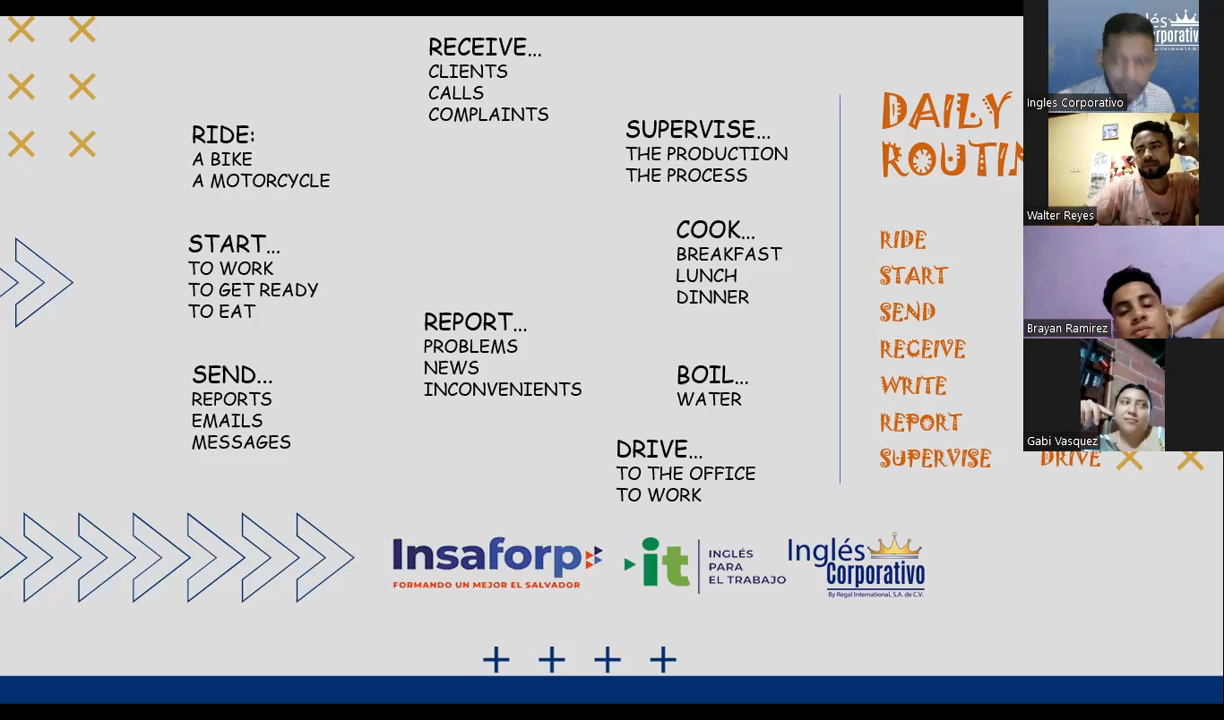 RECEIVE...
CLIENTS
CALLS
COMPLAINTS
RIDE:
A BIKE
A MOTORCYCLE
SUPERVISE...
THE PRODUCTION
THE PROCESS
START...
TO WORK
TO GET READY
TO EAT
COOK...
BREAKFAST
LUNCH
DINNER
REPORT...
PROBLEMS
NEWS
INCONVENIENTS
SEND...
REPORTS
EMAILS
MESSAGES
BOIL...
WATER
DRIVE...
TO THE OFFICE
TO WORK
DAILY
ROUTIN
RIDE
START
SEND
RECEIVE
WRITE
REPORT
SUPERVISE
DRIVE
Ingles Corporativo
Walter Reyes
Brayan Ramirez
Gabi Vasquez
Insaforp
FORMANDO UN MEJOR EL SALVADOR
it
INGLÉS
PARA
EL TRABAJO
Inglés
Corporativo
By Regal International, S.A. de C.V.